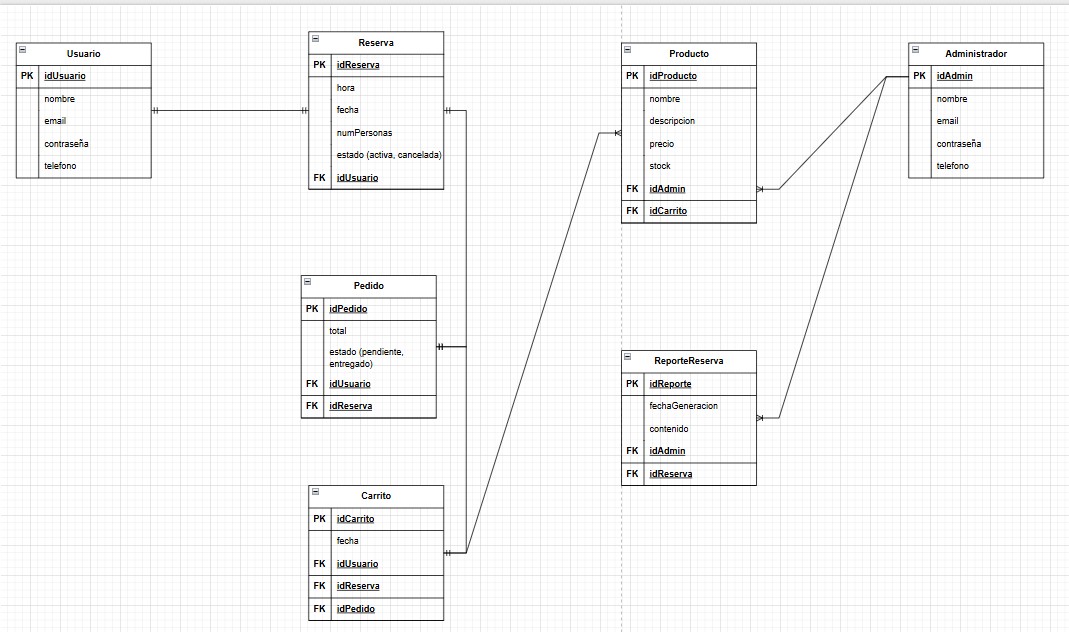 Usuario
PK idUsuario
nombre
email
contraseña
telefono
Reserva
PK idReserva
hora
fecha
numPersonas
estado (activa, cancelada)
FK idUsuario
Producto
PK idProducto
nombre
descripcion
precio
stock
FK idAdmin
FK idCarrito
Administrador
PK idAdmin
nombre
email
contraseña
telefono
Pedido
PK idPedido
total
estado (pendiente,
entregado)
FK idUsuario
FK idReserva
ReporteReserva
PK idReporte
fechaGeneracion
contenido
FK idAdmin
FK idReserva
Carrito
PK idCarrito
fecha
FK idUsuario
FK idReserva
FK idPedido